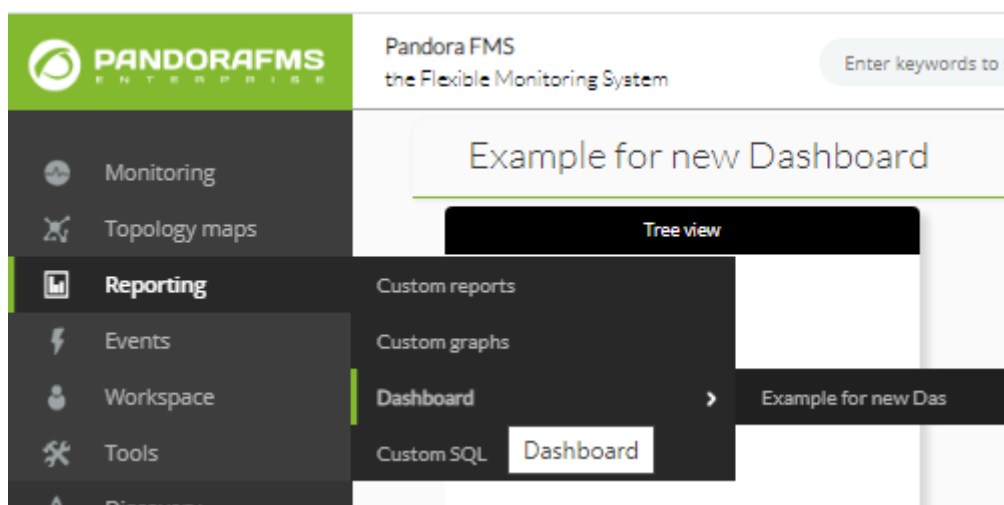 PANDORAFMS
ENTERPRISE
Pandora FMS
the Flexible Monitoring System
Enter keywords to
Example for new Dashboard
Tree view
Monitoring
Topology maps
Reporting
Events
Workspace
Tools
Custom reports
Custom graphs
Dashboard
Custom SQL
Dashboard
Example for new Das